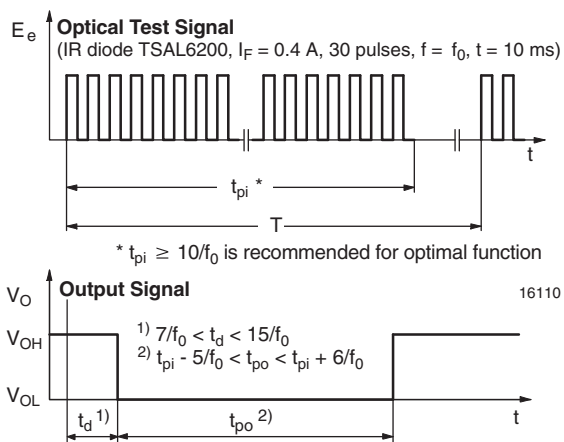 E_e Optical Test Signal
(IR diode TSAL6200, I_F = 0.4 A, 30 pulses, f = f_0, t = 10 ms)
t
t_pi *
T
* t_pi ≥ 10/f_0 is recommended for optimal function
V_O Output Signal 16110
V_OH
1) 7/f_0 < t_d < 15/f_0
2) t_pi - 5/f_0 < t_po < t_pi + 6/f_0
V_OL
t_d 1) t_po 2) t